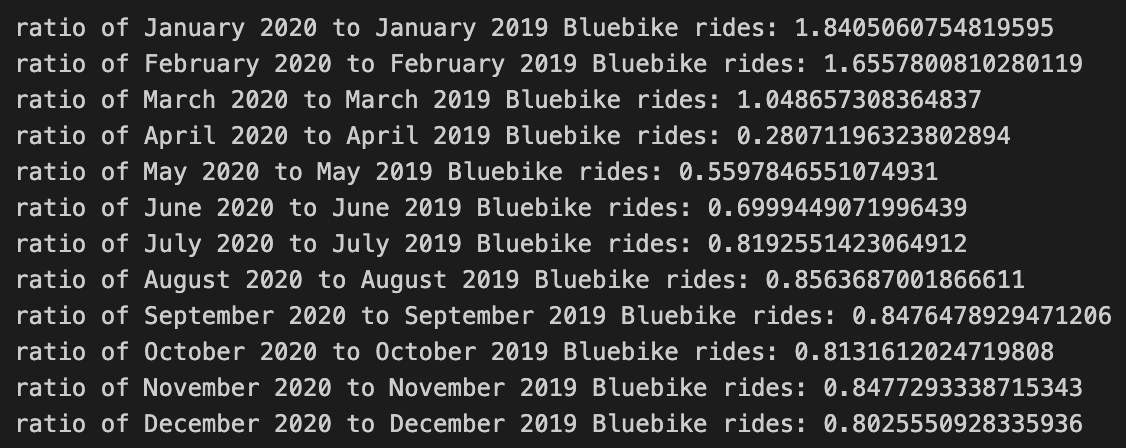 ratio of January 2020 to January 2019 Bluebike rides: 1.8405060754819595
ratio of February 2020 to February 2019 Bluebike rides: 1.6557800810280119
ratio of March 2020 to March 2019 Bluebike rides: 1.048657308364837
ratio of April 2020 to April 2019 Bluebike rides: 0.28071196323802894
ratio of May 2020 to May 2019 Bluebike rides: 0.5597846551074931
ratio of June 2020 to June 2019 Bluebike rides: 0.6999449071996439
ratio of July 2020 to July 2019 Bluebike rides: 0.8192551423064912
ratio of August 2020 to August 2019 Bluebike rides: 0.8563687001866611
ratio of September 2020 to September 2019 Bluebike rides: 0.8476478929471206
ratio of October 2020 to October 2019 Bluebike rides: 0.8131612024719808
ratio of November 2020 to November 2019 Bluebike rides: 0.8477293338715343
ratio of December 2020 to December 2019 Bluebike rides: 0.8025550928335936